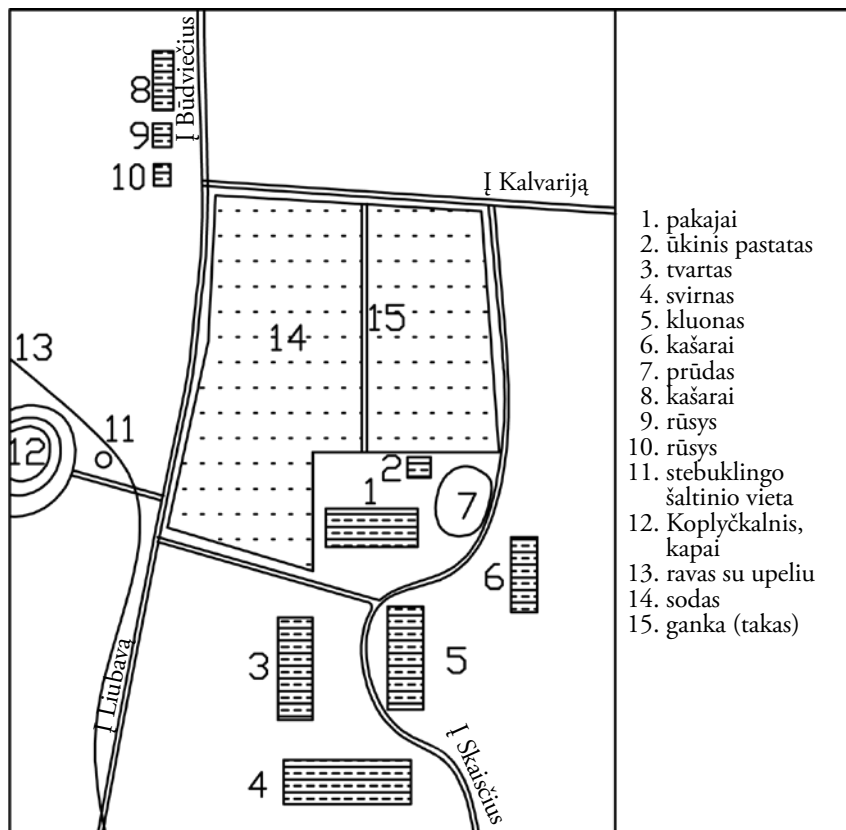 Į Būdviečius
8
9
10
Į Kalvariją
13
14
15
11
12
2
1
7
6
3
5
4
Į Liubavą
Į Skaisčius
1. pakajai
2. ūkinis pastatas
3. tvartas
4. svirnas
5. kluonas
6. kašarai
7. prūdas
8. kašarai
9. rūsys
10. rūsys
11. stebuklingo
šaltinio vieta
12. Koplyčkalnis,
kapai
13. ravas su upeliu
14. sodas
15. ganka (takas)